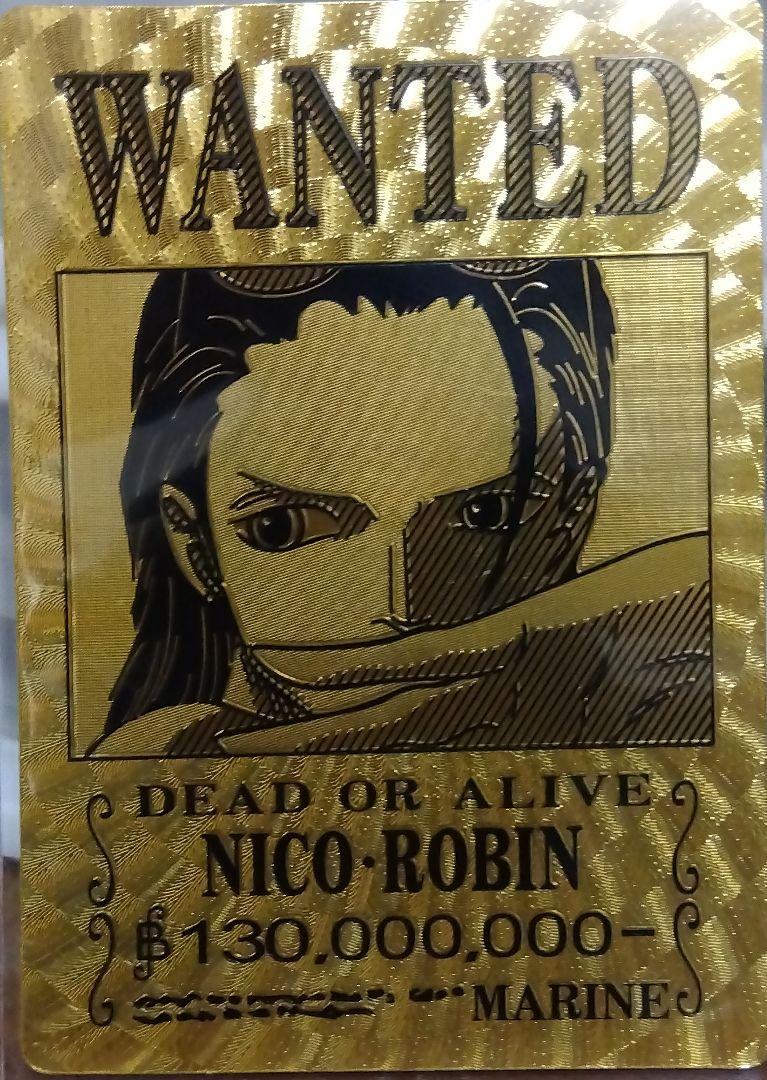 WANTED
DEAD OR ALIVE
NICO·ROBIN
฿130,000,000-
MARINE